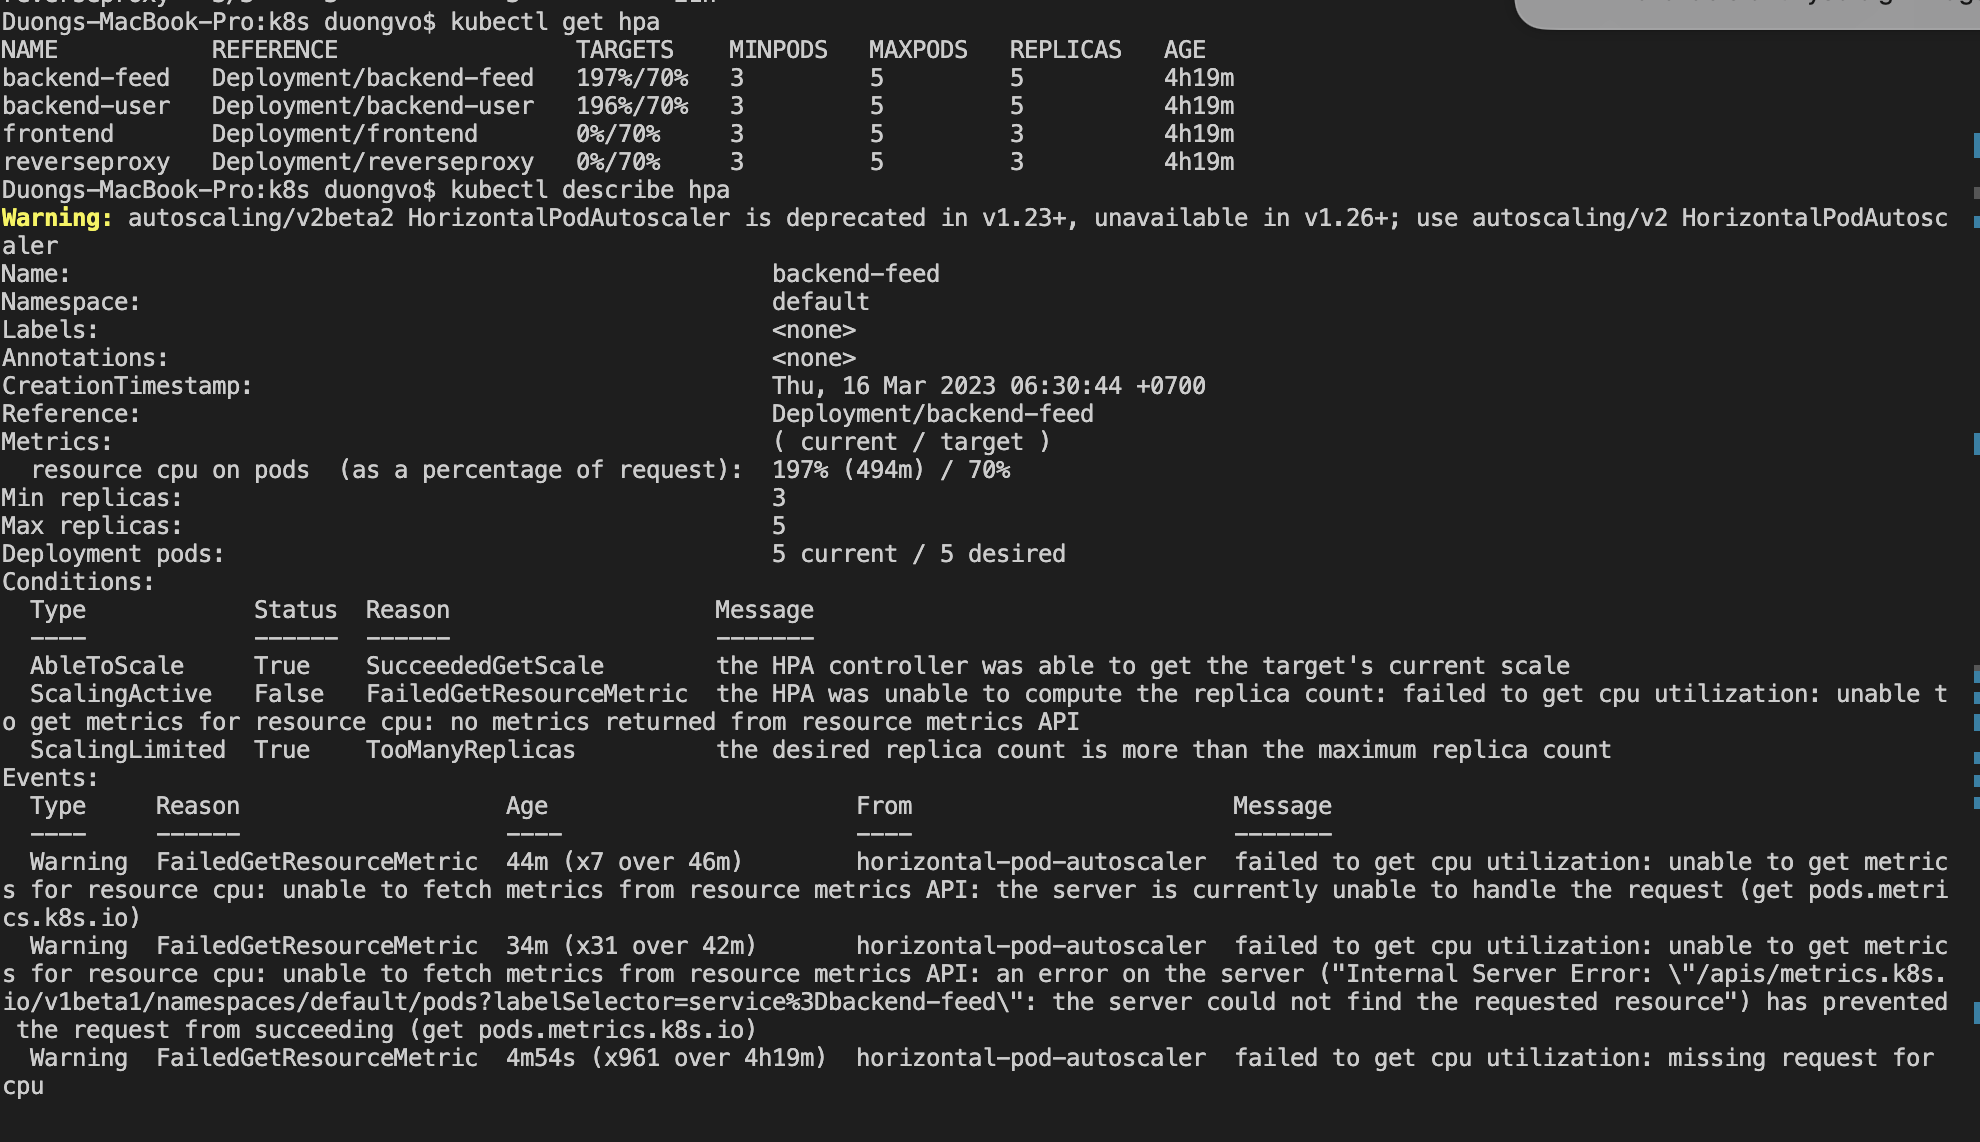 Duongs-MacBook-Pro:k8s duongvo$ kubectl get hpa
NAME           REFERENCE                 TARGETS    MINPODS   MAXPODS   REPLICAS   AGE
backend-feed   Deployment/backend-feed   197%/70%   3         5         5          4h19m
backend-user   Deployment/backend-user   196%/70%   3         5         5          4h19m
frontend       Deployment/frontend       0%/70%     3         5         3          4h19m
reverseproxy   Deployment/reverseproxy   0%/70%     3         5         3          4h19m
Duongs-MacBook-Pro:k8s duongvo$ kubectl describe hpa
Warning: autoscaling/v2beta2 HorizontalPodAutoscaler is deprecated in v1.23+, unavailable in v1.26+; use autoscaling/v2 HorizontalPodAutosc
aler
Name:                                                  backend-feed
Namespace:                                             default
Labels:                                                <none>
Annotations:                                           <none>
CreationTimestamp:                                     Thu, 16 Mar 2023 06:30:44 +0700
Reference:                                             Deployment/backend-feed
Metrics:                                               ( current / target )
  resource cpu on pods  (as a percentage of request):  197% (494m) / 70%
Min replicas:                                          3
Max replicas:                                          5
Deployment pods:                                       5 current / 5 desired
Conditions:
  Type            Status  Reason                   Message
  ----            ------  ------                   -------
  AbleToScale     True    SucceededGetScale        the HPA controller was able to get the target's current scale
  ScalingActive   False   FailedGetResourceMetric  the HPA was unable to compute the replica count: failed to get cpu utilization: unable t
o get metrics for resource cpu: no metrics returned from resource metrics API
  ScalingLimited  True    TooManyReplicas          the desired replica count is more than the maximum replica count
Events:
  Type     Reason                   Age                      From                       Message
  ----     ------                   ----                     ----                       -------
  Warning  FailedGetResourceMetric  44m (x7 over 46m)        horizontal-pod-autoscaler  failed to get cpu utilization: unable to get metric
s for resource cpu: unable to fetch metrics from resource metrics API: the server is currently unable to handle the request (get pods.metri
cs.k8s.io)
  Warning  FailedGetResourceMetric  34m (x31 over 42m)       horizontal-pod-autoscaler  failed to get cpu utilization: unable to get metric
s for resource cpu: unable to fetch metrics from resource metrics API: an error on the server ("Internal Server Error: \"/apis/metrics.k8s.
io/v1beta1/namespaces/default/pods?labelSelector=service%3Dbackend-feed\": the server could not find the requested resource") has prevented
 the request from succeeding (get pods.metrics.k8s.io)
  Warning  FailedGetResourceMetric  4m54s (x961 over 4h19m)  horizontal-pod-autoscaler  failed to get cpu utilization: missing request for
cpu